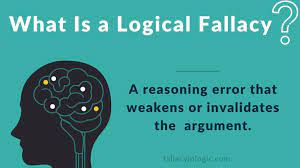 What Is a Logical Fallacy ?
A reasoning error that
weakens or invalidates
the argument.
fallacyinlogic.com